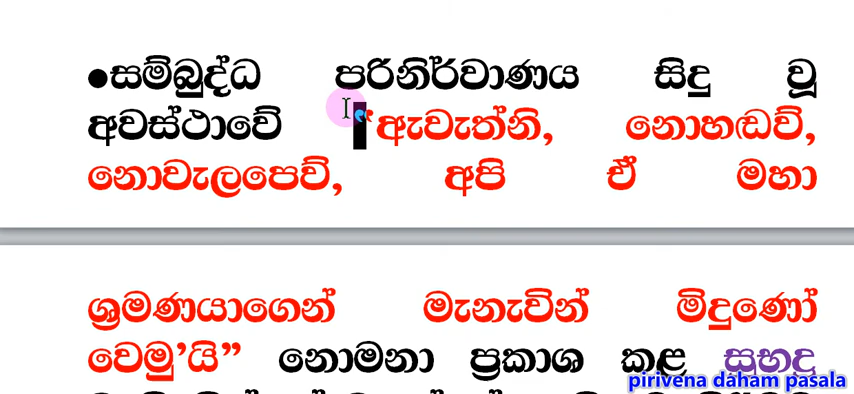 ●සම්බුද්ධ පරිනිර්වාණය සිදු වූ
අවස්ථාවේ “ඇවැත්නි, නොහඬව්,
නොවැලපෙව්, අපි ඒ මහා
ශ්‍රමණයාගෙන් මැනැවින් මිදුණෝ
වෙමු’යි” නොමනා ප්‍රකාශ කළ සුභද්‍ර
pirivena daham pasala